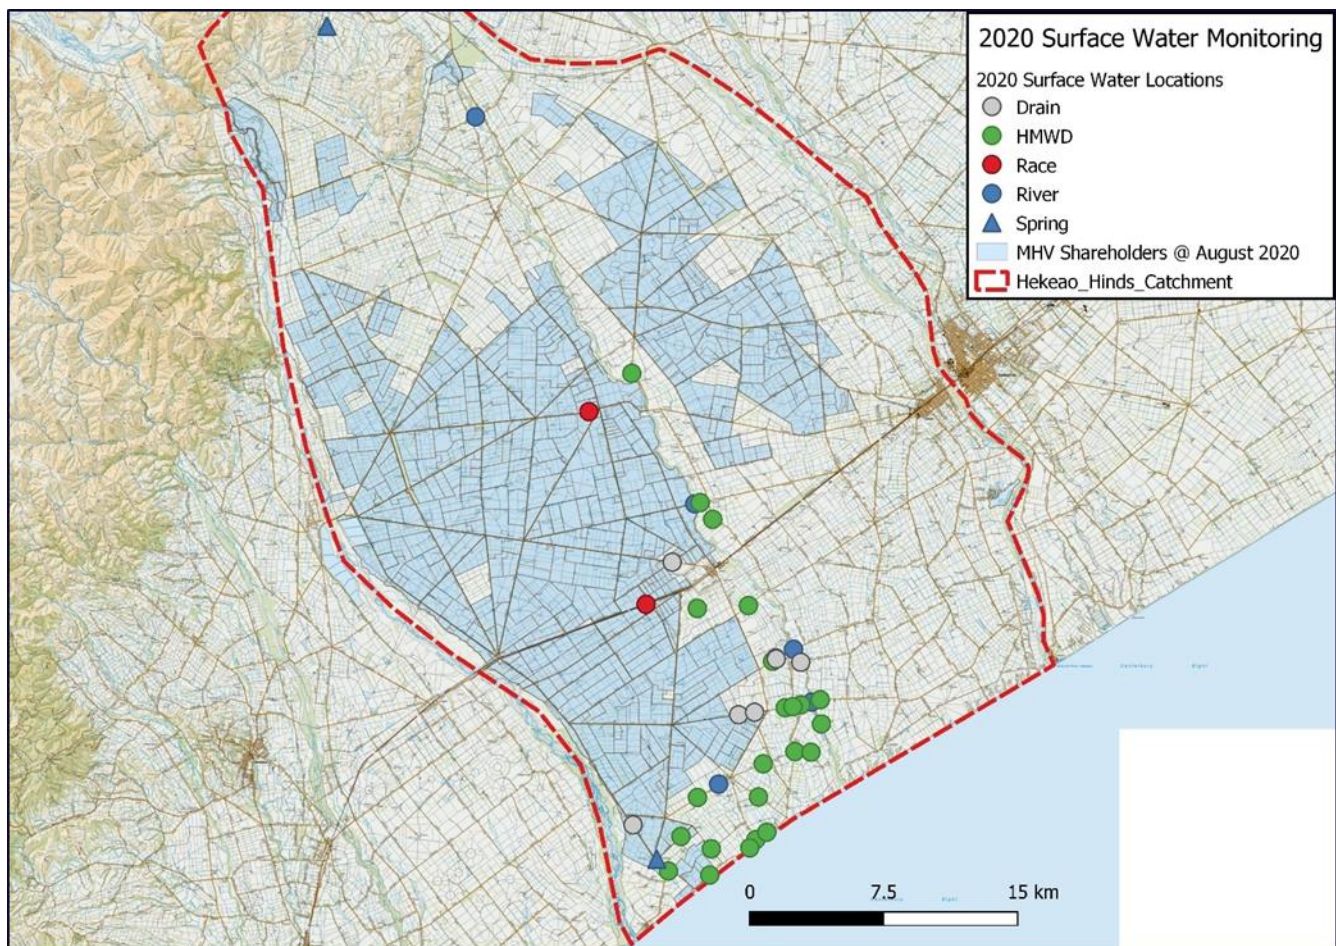 2020 Surface Water Monitoring
2020 Surface Water Locations
Drain
HMWD
Race
River
Spring
MHV Shareholders @ August 2020
Hekeao_Hinds_Catchment
0 7.5 15 km